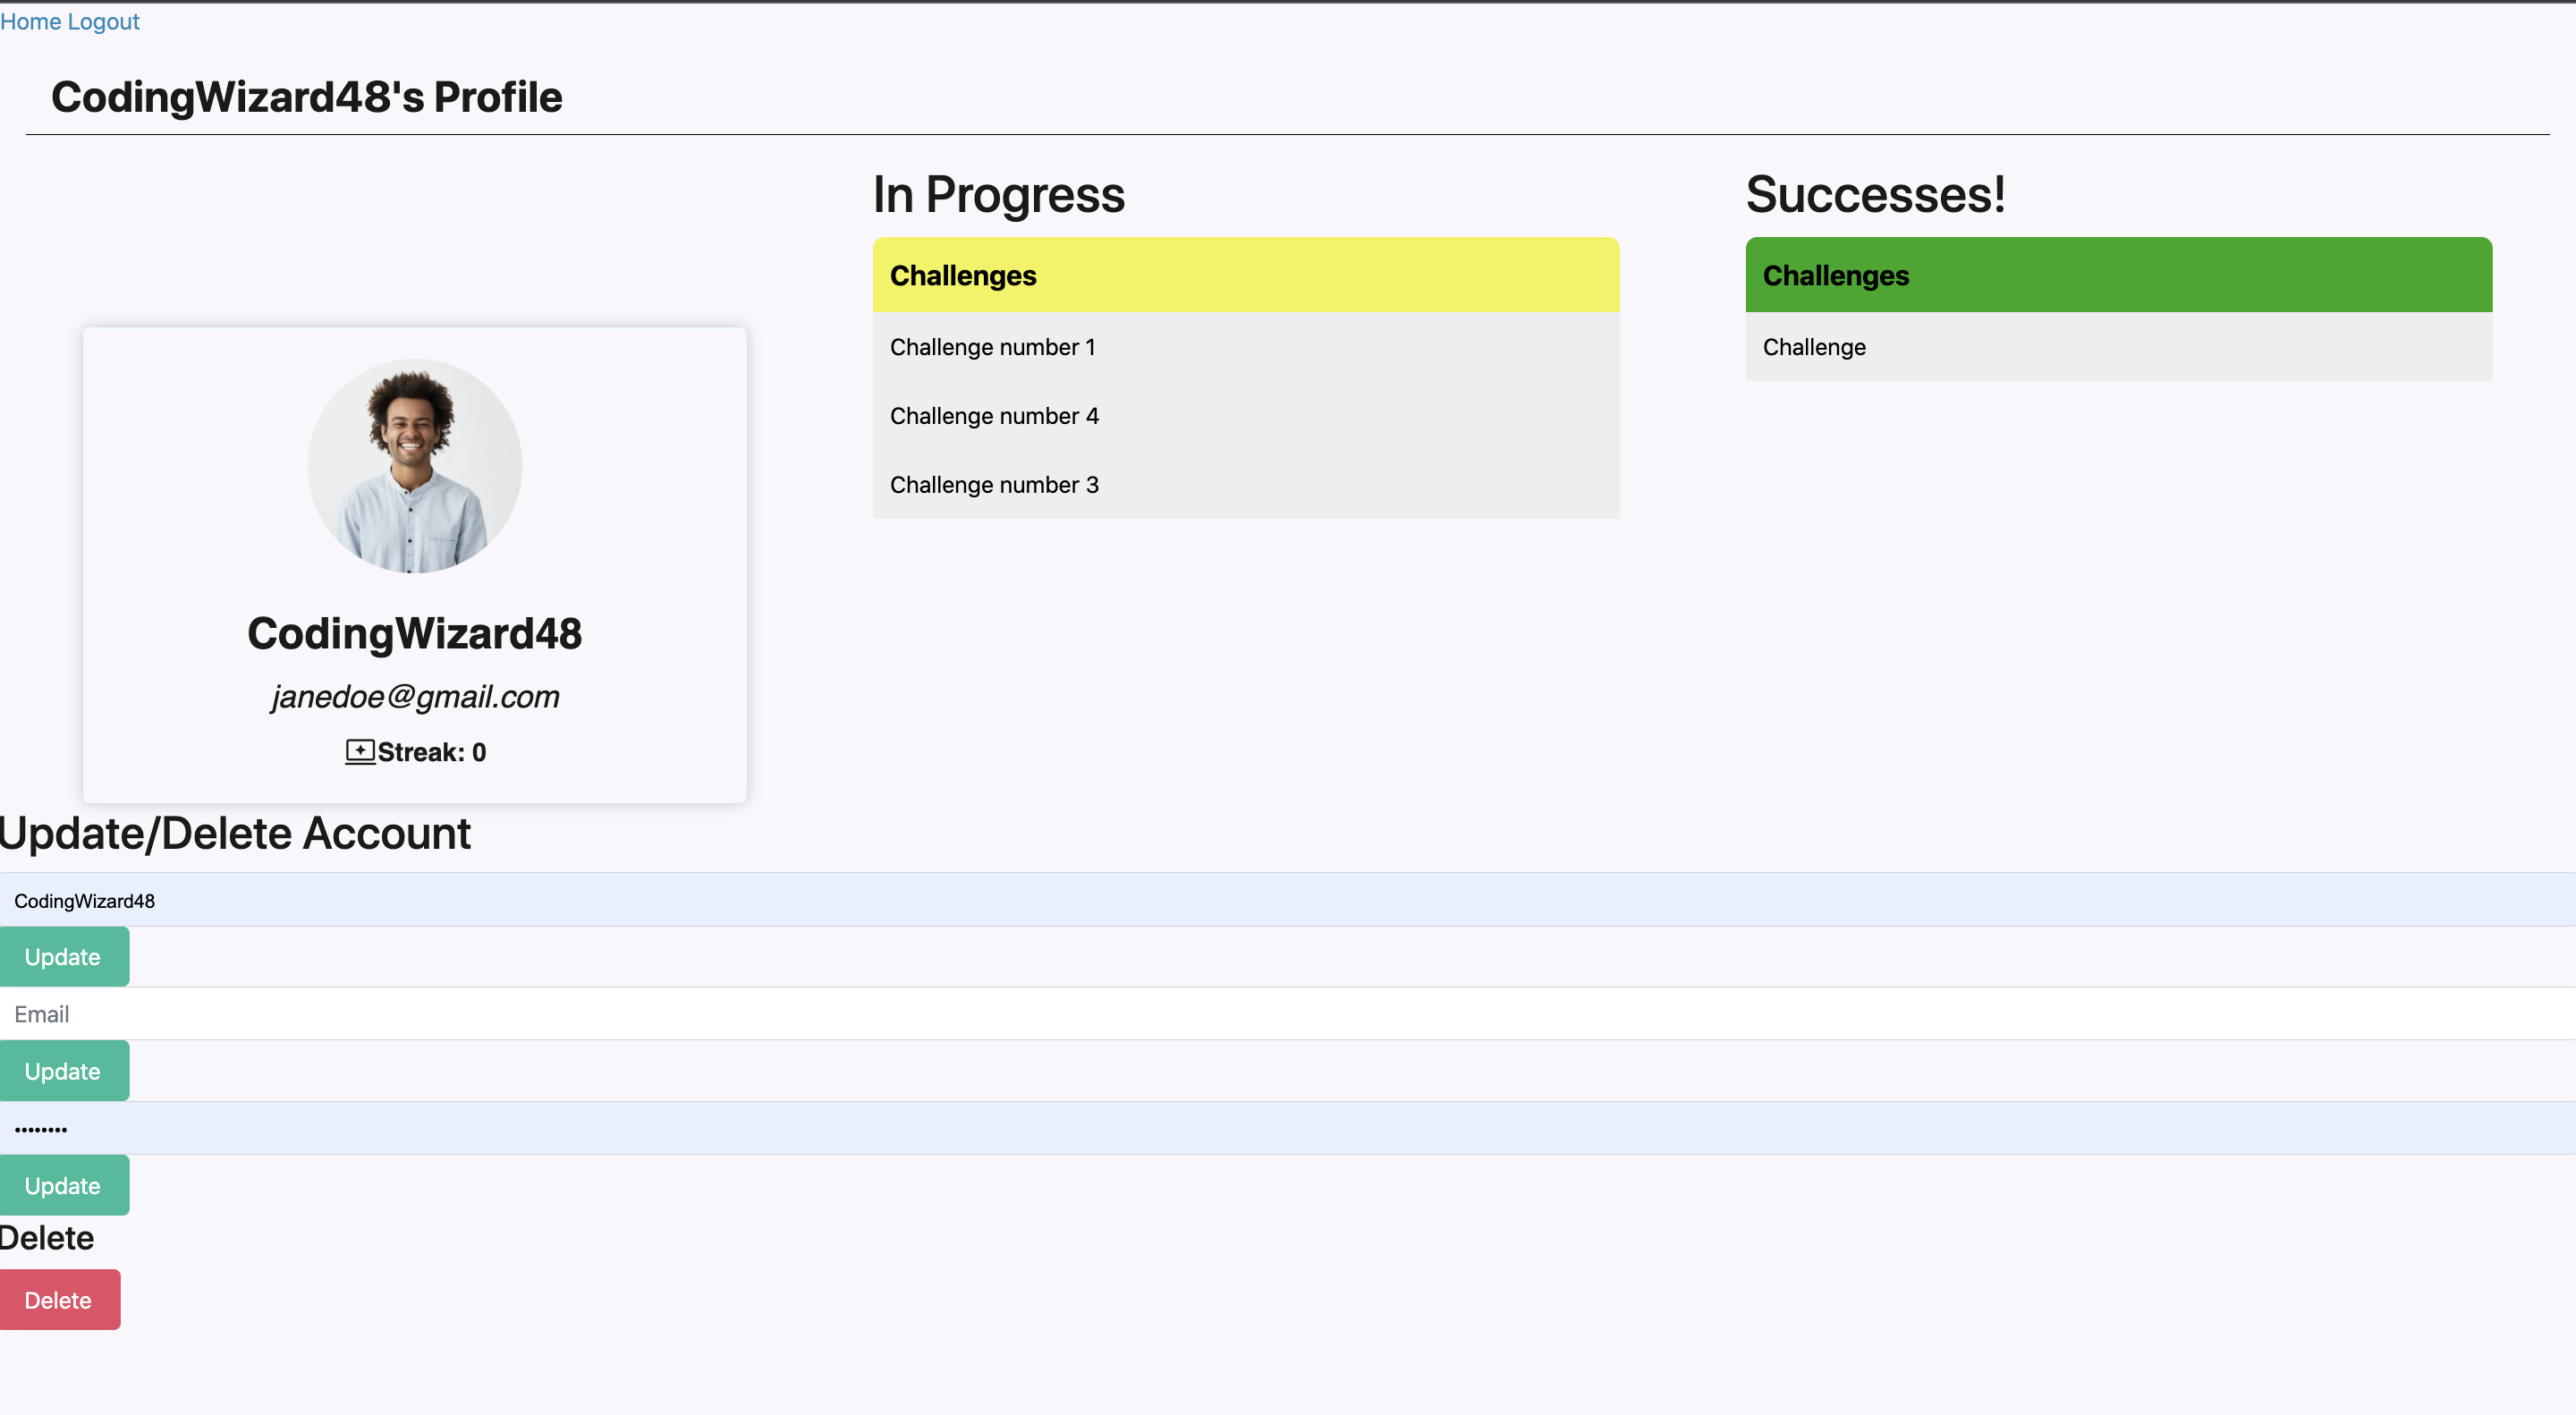 Home Logout
CodingWizard48's Profile
In Progress
Challenges
Challenge number 1
Challenge number 4
Challenge number 3
Successes!
Challenges
Challenge
CodingWizard48
janedoe@gmail.com
Streak: 0
Update/Delete Account
CodingWizard48
Update
Email
Update
••••••••
Update
Delete
Delete